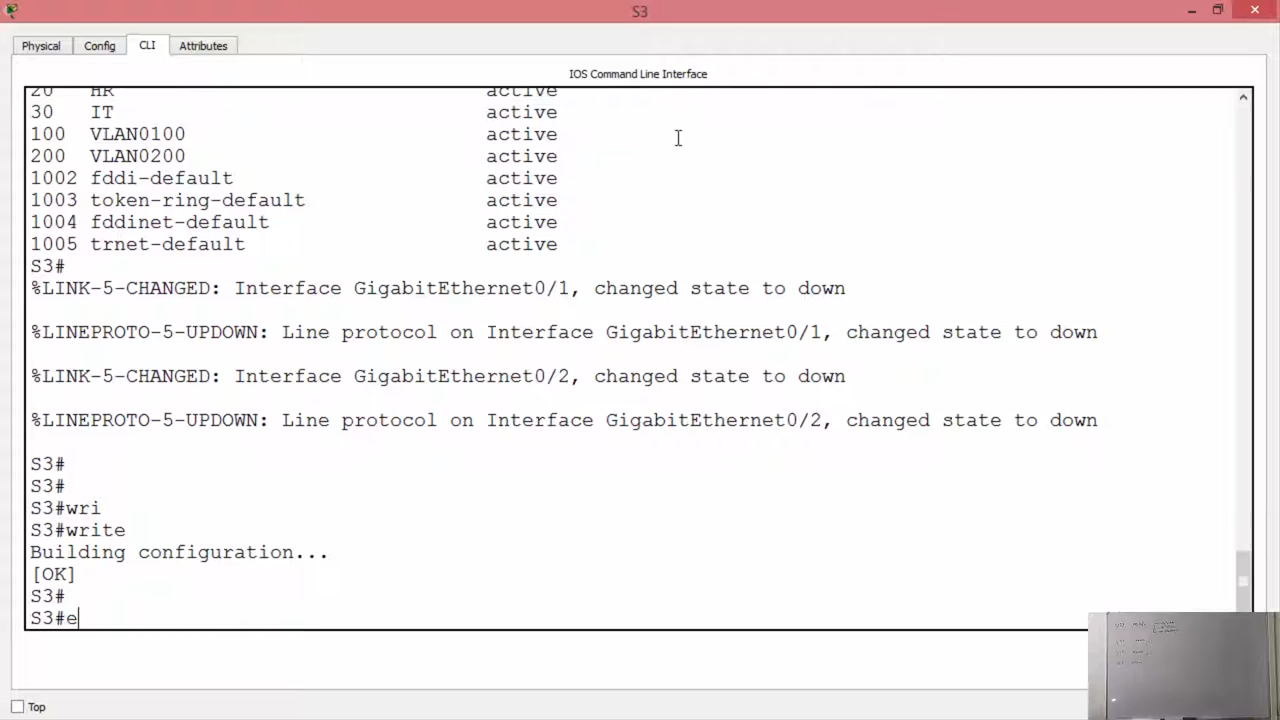 S3
Physical Config CLI Attributes
IOS Command Line Interface
20 HR active
30 IT active
100 VLAN0100 active
200 VLAN0200 active
1002 fddi-default active
1003 token-ring-default active
1004 fddinet-default active
1005 trnet-default active
S3#
%LINK-5-CHANGED: Interface GigabitEthernet0/1, changed state to down
%LINEPROTO-5-UPDOWN: Line protocol on Interface GigabitEthernet0/1, changed state to down
%LINK-5-CHANGED: Interface GigabitEthernet0/2, changed state to down
%LINEPROTO-5-UPDOWN: Line protocol on Interface GigabitEthernet0/2, changed state to down
S3#
S3#
S3#wri
S3#write
Building configuration...
[OK]
S3#
S3#e
Top